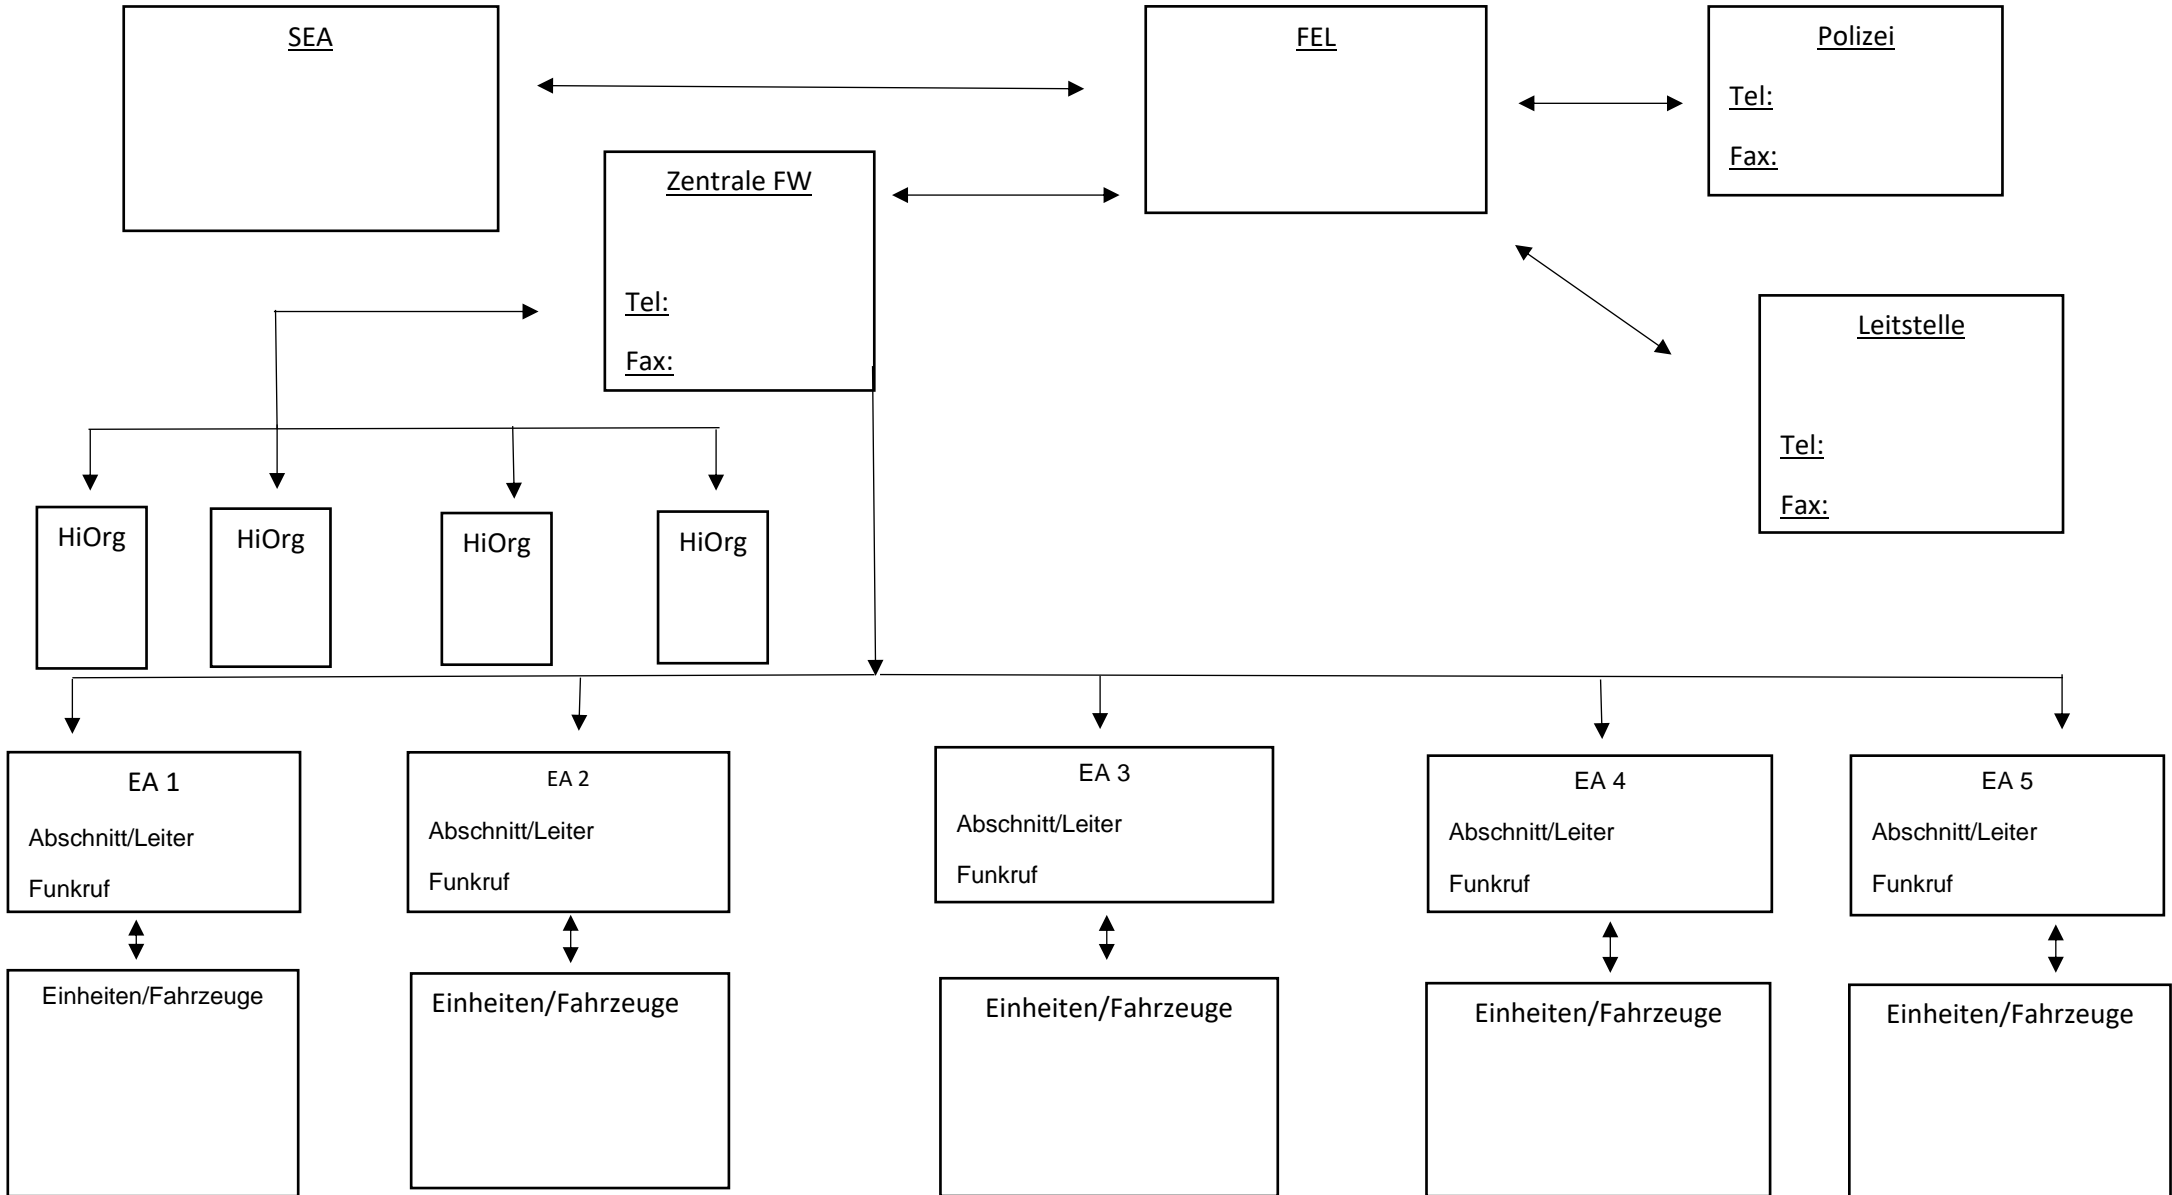 SEA
FEL
Polizei
Tel:
Fax:
Zentrale FW
Tel:
Fax:
Leitstelle
Tel:
Fax:
HiOrg
HiOrg
HiOrg
HiOrg
EA 1
Abschnitt/Leiter
Funkruf
EA 2
Abschnitt/Leiter
Funkruf
EA 3
Abschnitt/Leiter
Funkruf
EA 4
Abschnitt/Leiter
Funkruf
EA 5
Abschnitt/Leiter
Funkruf
Einheiten/Fahrzeuge
Einheiten/Fahrzeuge
Einheiten/Fahrzeuge
Einheiten/Fahrzeuge
Einheiten/Fahrzeuge